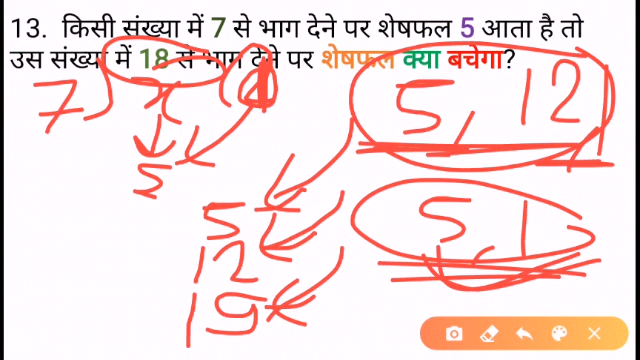 13. किसी संख्या में 7 से भाग देने पर शेषफल 5 आता है तो
उस संख्या में 18 से भाग देने पर शेषफल क्या बचेगा?
7) x (
5
5, 12
5
12
19
5, 1